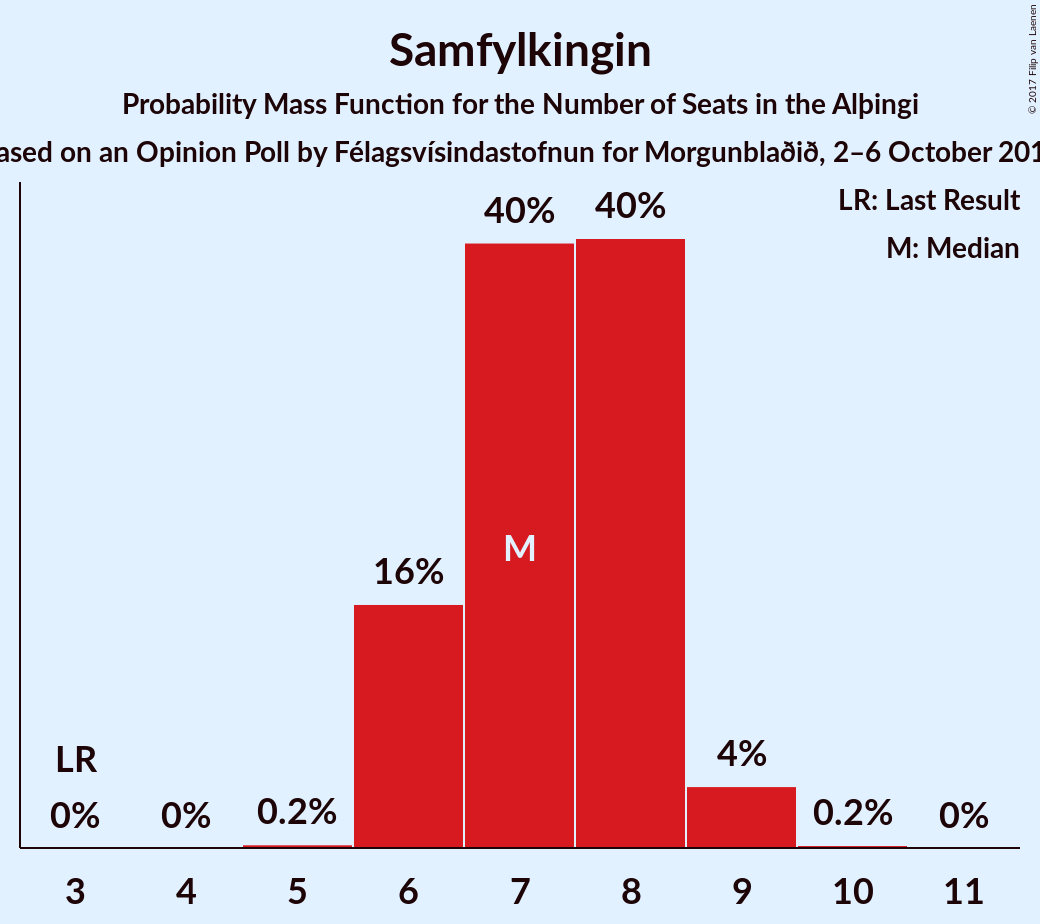 Samfylkingin
Probability Mass Function for the Number of Seats in the Alþingi
ased on an Opinion Poll by Félagsvísindastofnun for Morgunblaðið, 2–6 October 201
© 2017 Filip van Laenen
LR: Last Result
M: Median
40% 40%
M
16%
LR
4%
0% 0% 0.2% 0.2% 0%
3 4 5 6 7 8 9 10 11